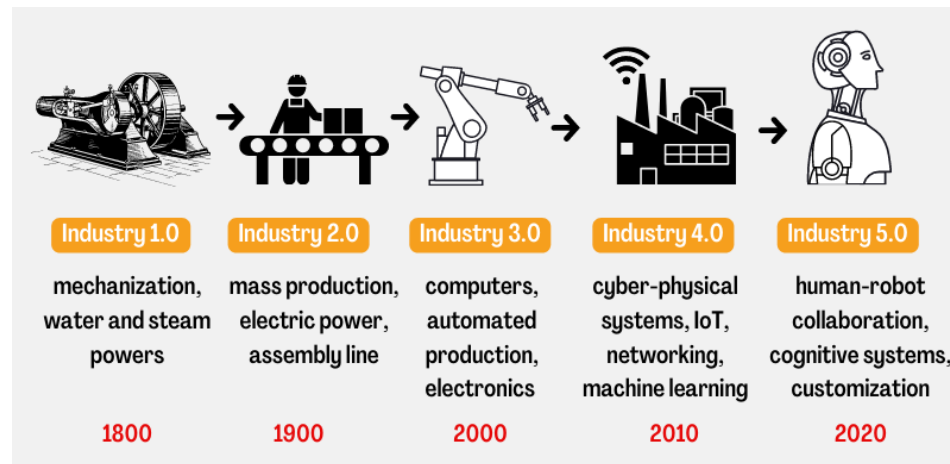 Industry 1.0
mechanization,
water and steam
powers
1800
Industry 2.0
mass production,
electric power,
assembly line
1900
Industry 3.0
computers,
automated
production,
electronics
2000
Industry 4.0
cyber-physical
systems, IoT,
networking,
machine learning
2010
Industry 5.0
human-robot
collaboration,
cognitive systems,
customization
2020